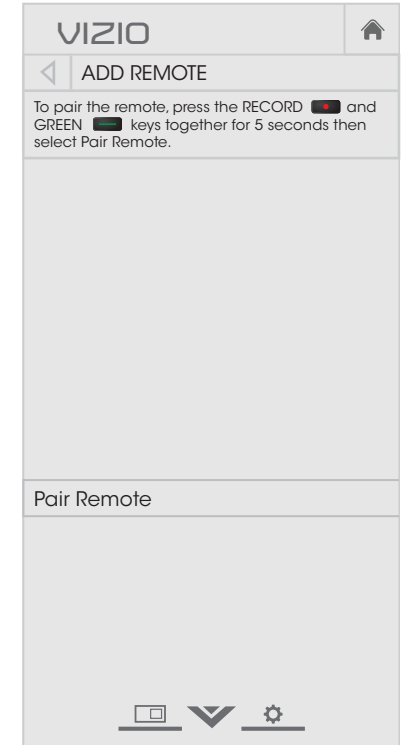 VIZIO
ADD REMOTE
To pair the remote, press the RECORD and
GREEN keys together for 5 seconds then
select Pair Remote.
Pair Remote